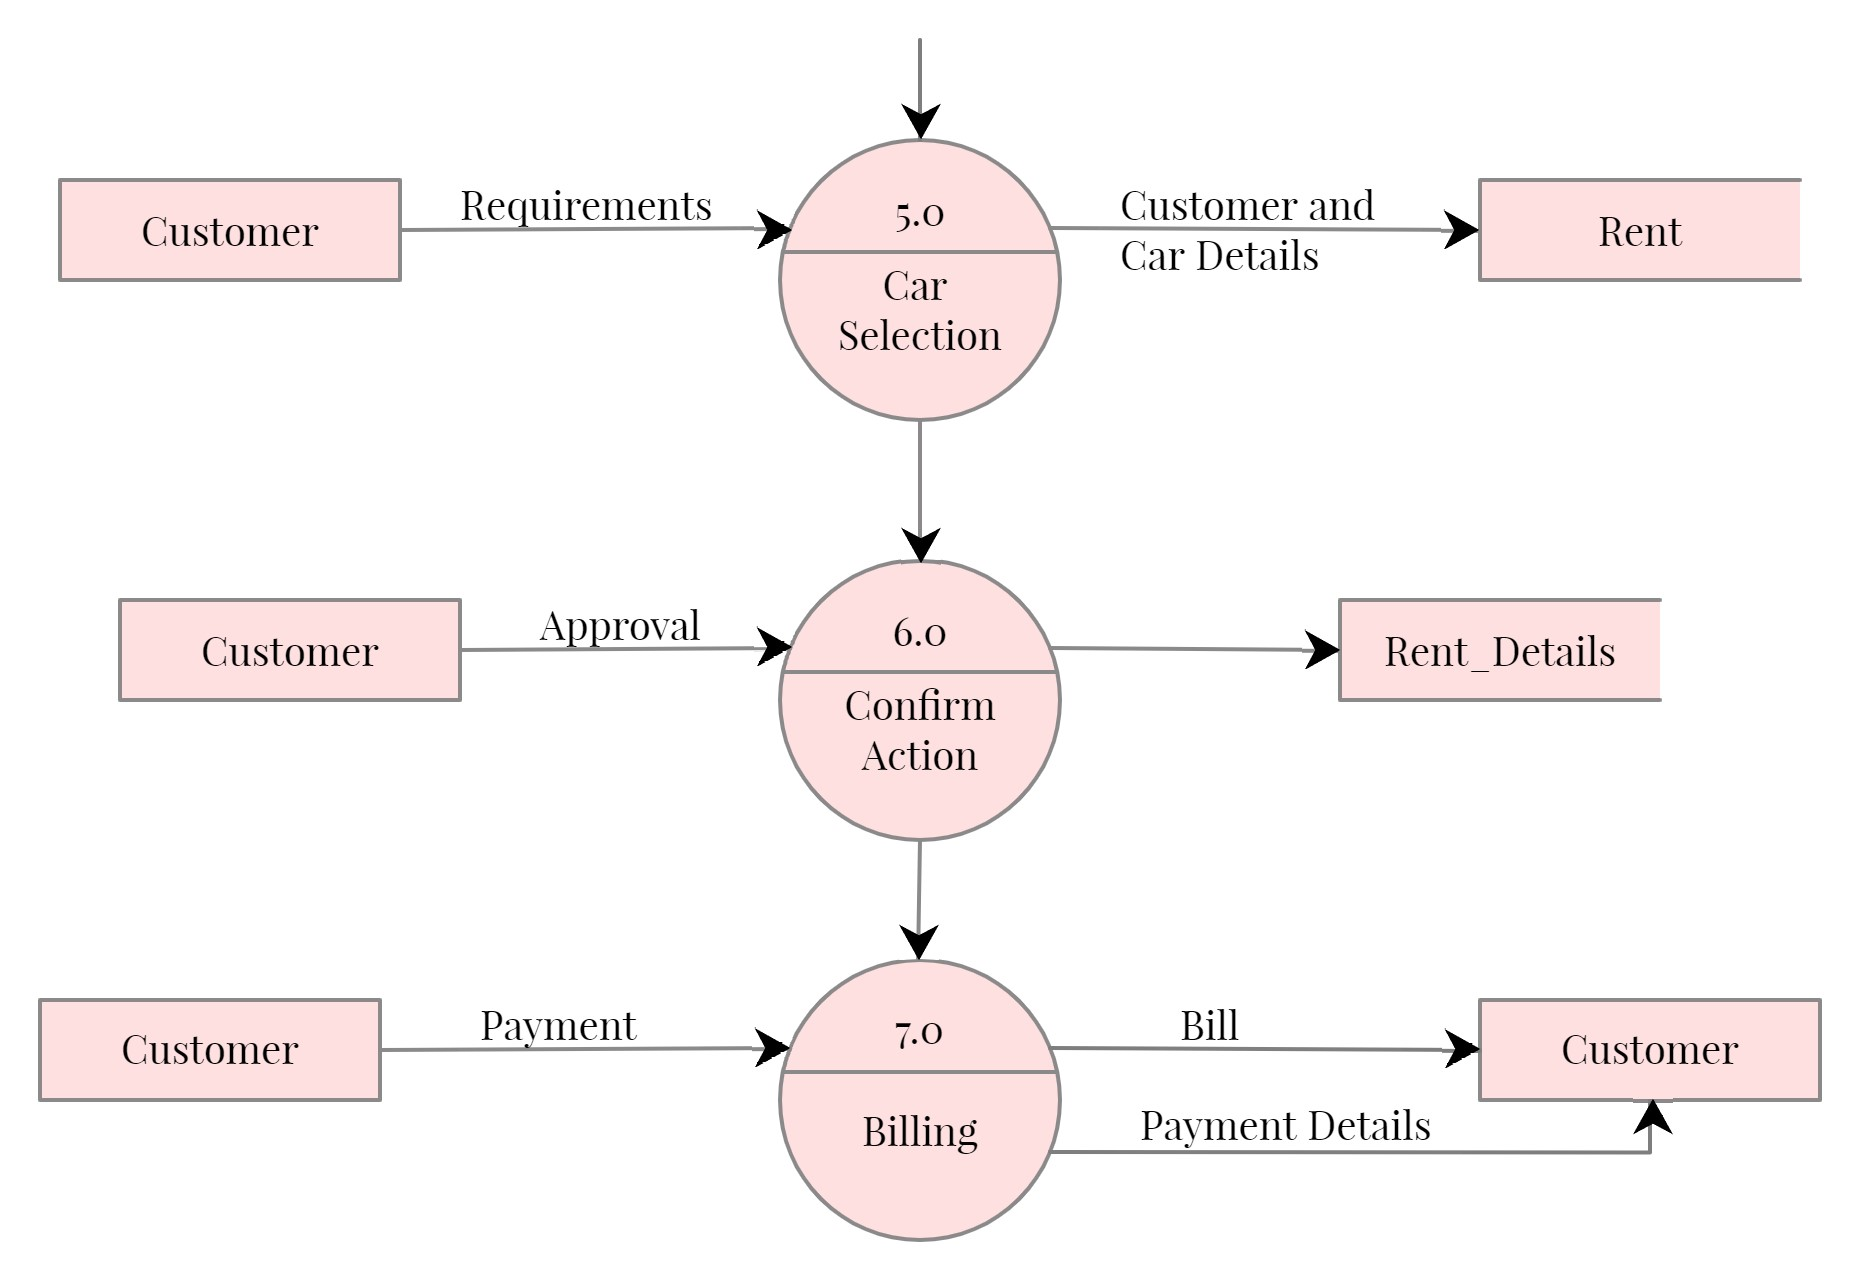 Customer
Requirements
5.0
Car
Selection
Customer and
Car Details
Rent
Customer
Approval
6.0
Confirm
Action
Rent_Details
Customer
Payment
7.0
Billing
Bill
Payment Details
Customer